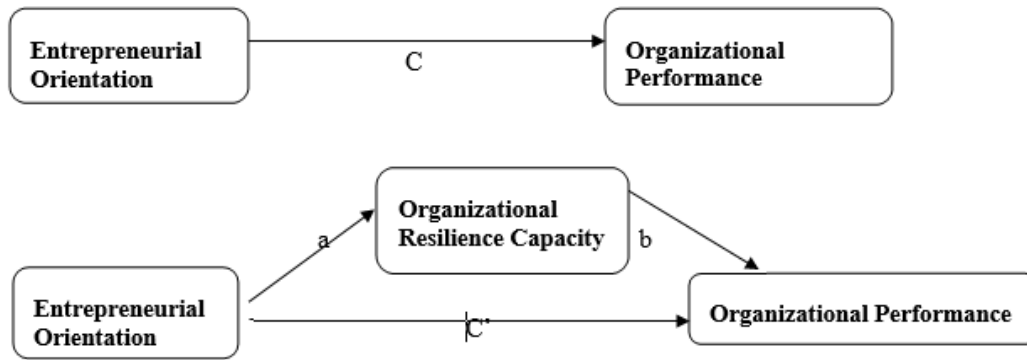 Entrepreneurial
Orientation
C
Organizational
Performance
Organizational
Resilience Capacity
a
b
Entrepreneurial
Orientation
C'
Organizational Performance